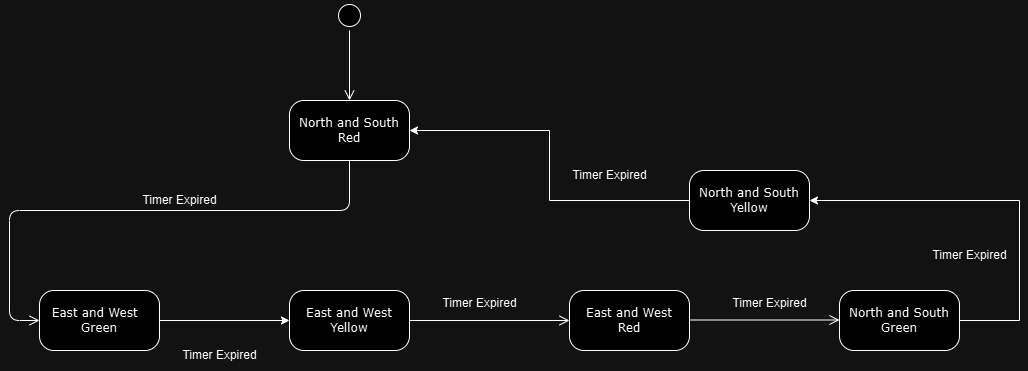 North and South
Red
Timer Expired
North and South
Yellow
Timer Expired
Timer Expired
East and West
Green
Timer Expired
East and West
Yellow
Timer Expired
East and West
Red
Timer Expired
North and South
Green